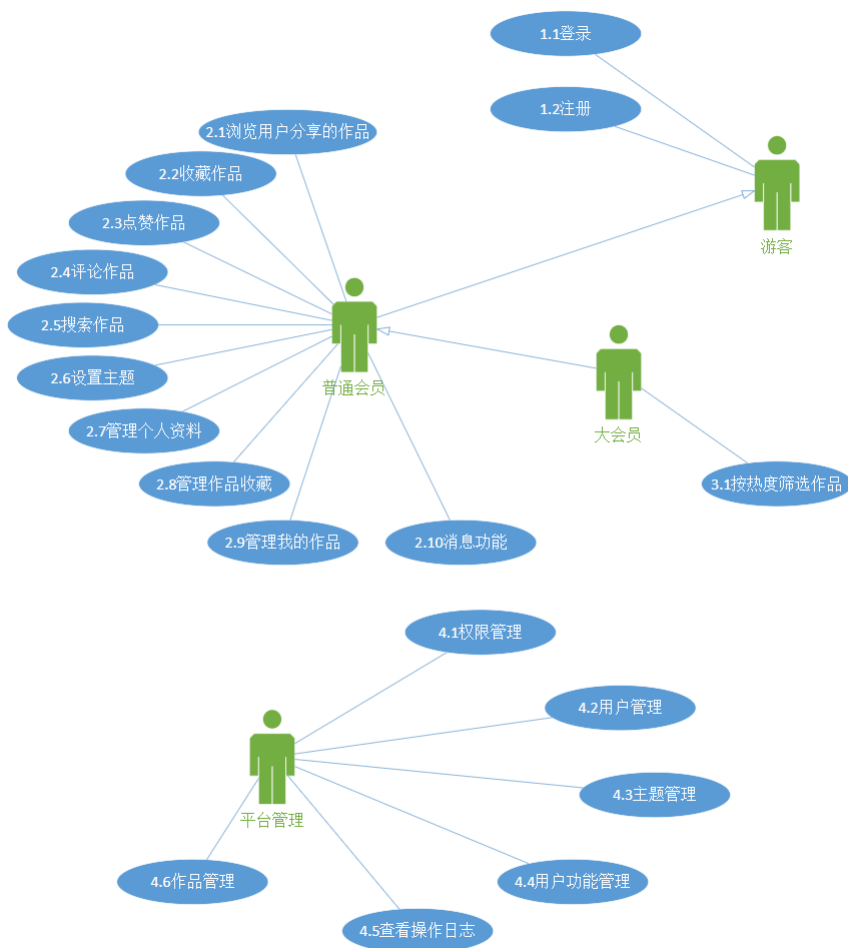 1.1登录
1.2注册
游客
2.1浏览用户分享的作品
2.2收藏作品
2.3点赞作品
2.4评论作品
2.5搜索作品
2.6设置主题
2.7管理个人资料
2.8管理作品收藏
2.9管理我的作品
2.10消息功能
普通会员
大会员
3.1按热度筛选作品
4.1权限管理
4.2用户管理
4.3主题管理
4.4用户功能管理
4.5查看操作日志
4.6作品管理
平台管理